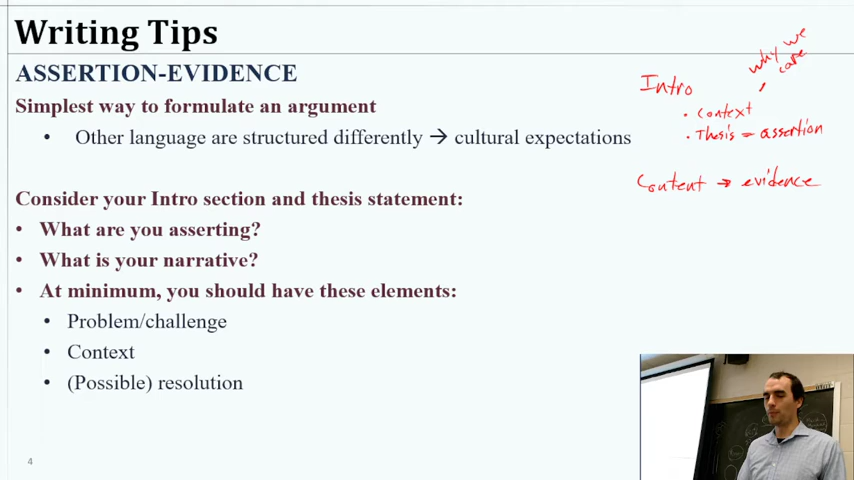 Writing Tips
ASSERTION-EVIDENCE
Simplest way to formulate an argument
• Other language are structured differently → cultural expectations
Consider your Intro section and thesis statement:
• What are you asserting?
• What is your narrative?
• At minimum, you should have these elements:
• Problem/challenge
• Context
• (Possible) resolution
4
why we
care
Intro
• Context
• Thesis = assertion
Content → evidence